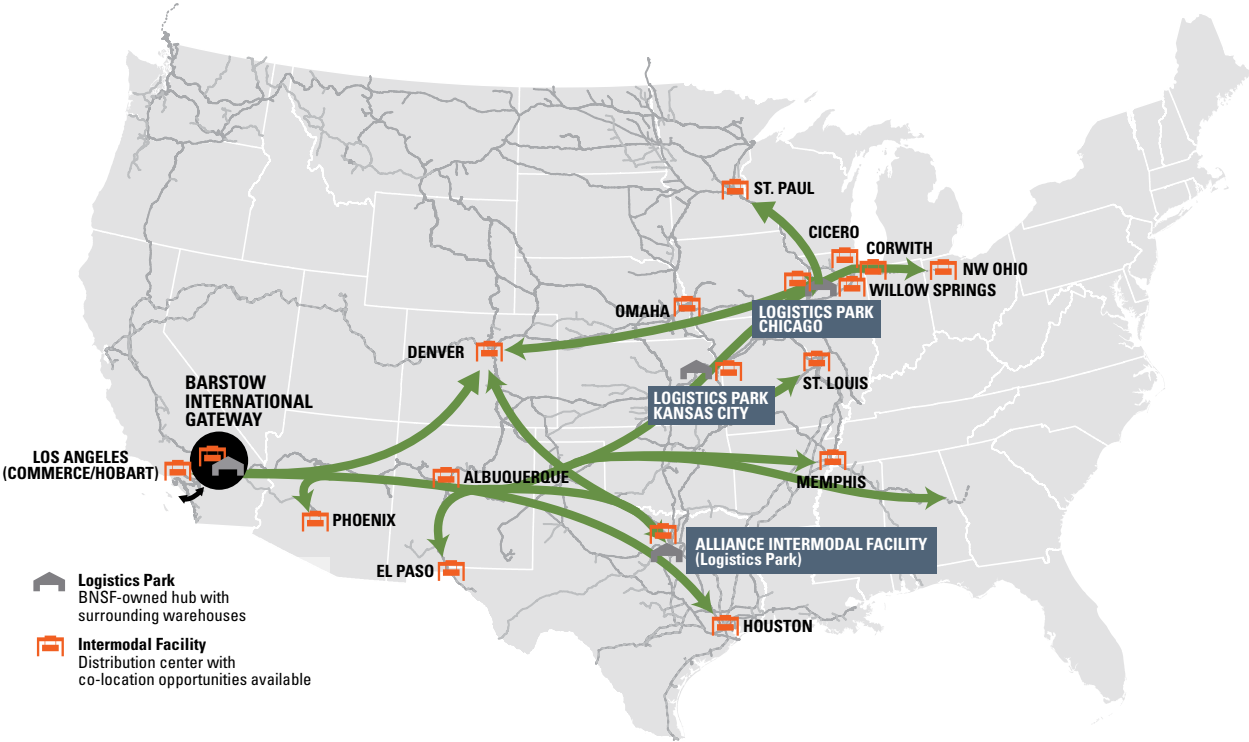 ST. PAUL
CICERO
CORWITH
NW OHIO
WILLOW SPRINGS
OMAHA
LOGISTICS PARK
CHICAGO
DENVER
ST. LOUIS
BARSTOW
INTERNATIONAL
GATEWAY
LOGISTICS PARK
KANSAS CITY
LOS ANGELES
(COMMERCE/HOBART)
ALBUQUERQUE
MEMPHIS
PHOENIX
ALLIANCE INTERMODAL FACILITY
(Logistics Park)
EL PASO
HOUSTON
Logistics Park
BNSF-owned hub with
surrounding warehouses
Intermodal Facility
Distribution center with
co-location opportunities available